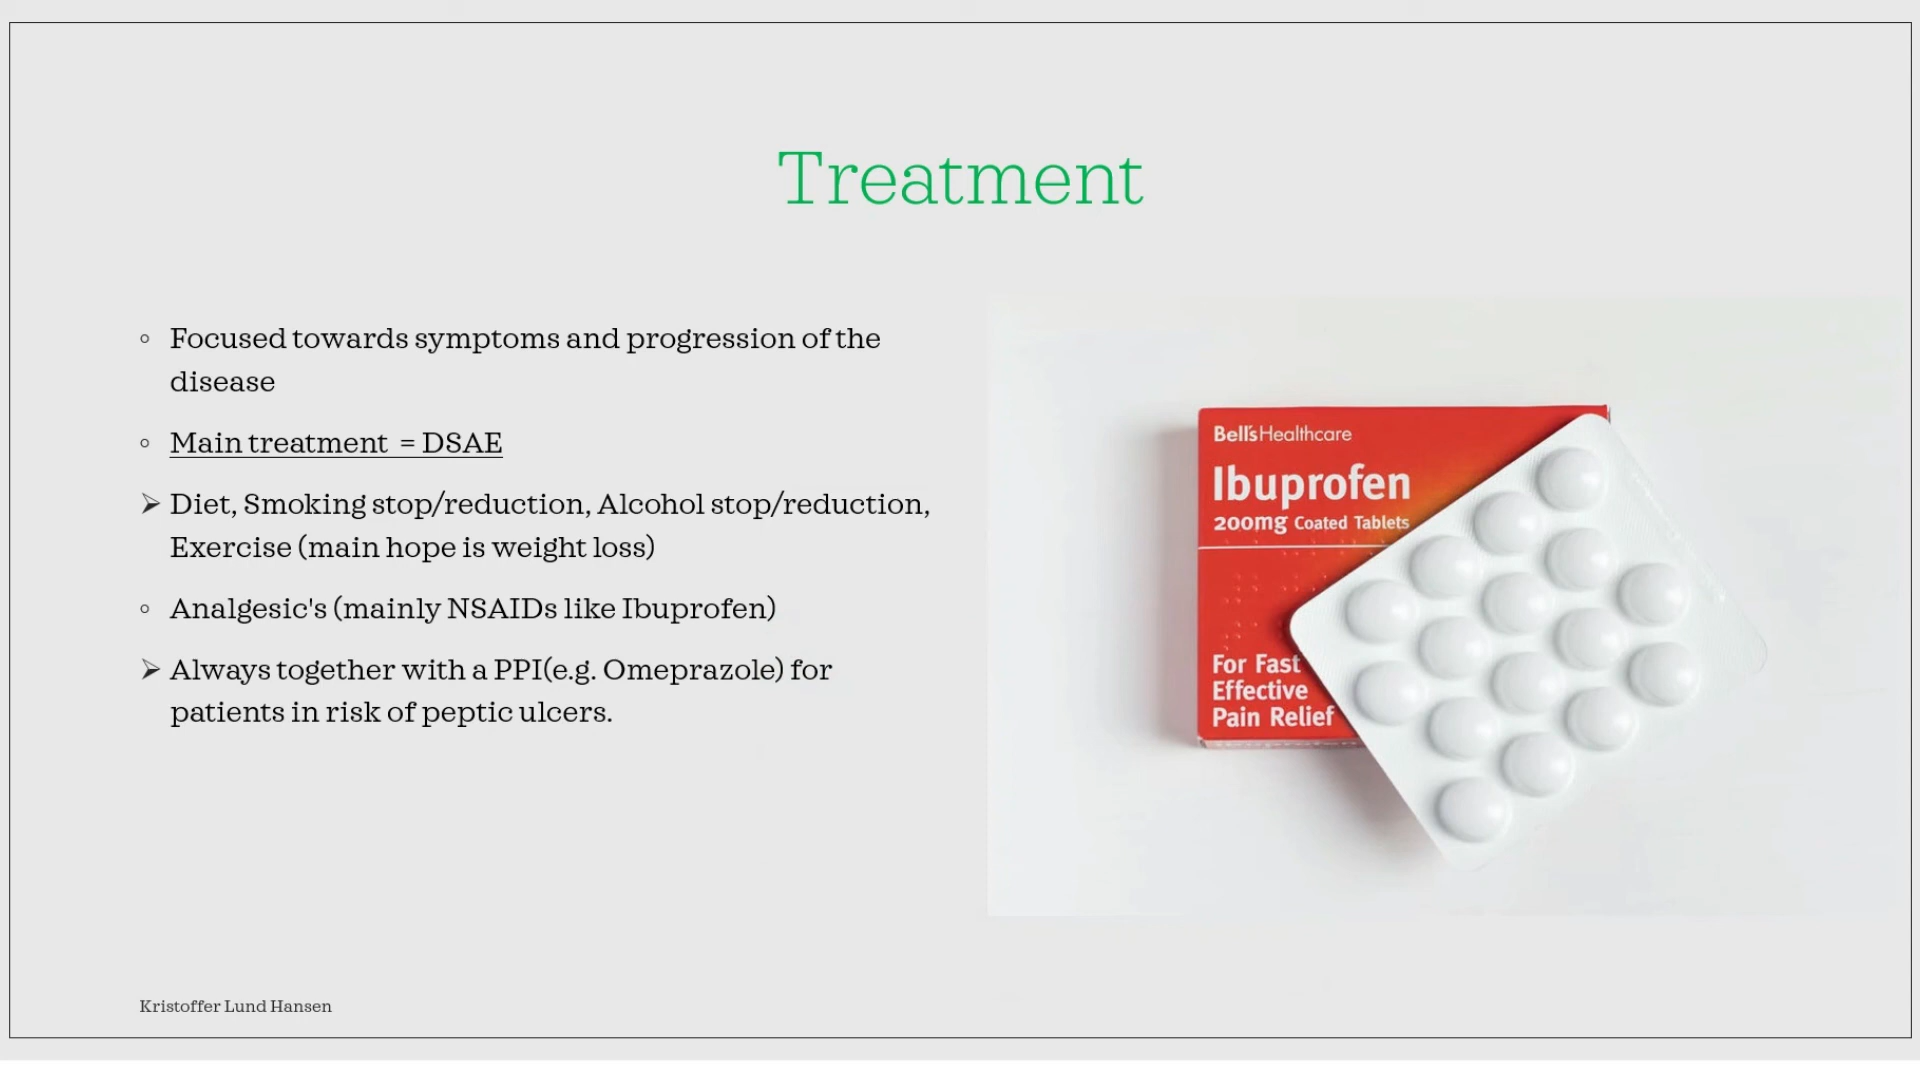 Treatment
◦ Focused towards symptoms and progression of the
disease
◦ Main treatment = DSAE
➢ Diet, Smoking stop/reduction, Alcohol stop/reduction,
Exercise (main hope is weight loss)
◦ Analgesic's (mainly NSAIDs like Ibuprofen)
➢ Always together with a PPI(e.g. Omeprazole) for
patients in risk of peptic ulcers.
Bell's Healthcare
Ibuprofen
200mg Coated Tablets
For Fast
Effective
Pain Relief
Kristoffer Lund Hansen